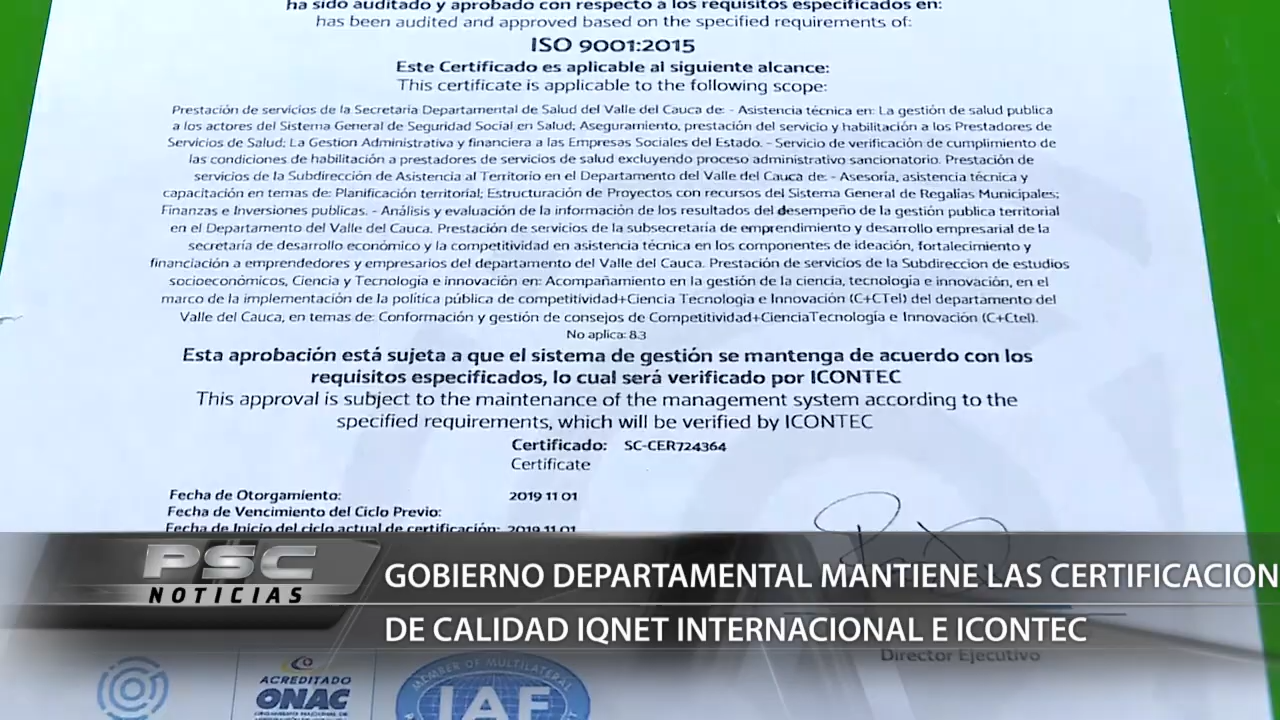 ha sido auditado y aprobado con respecto a los requisitos especificados en:
has been audited and approved based on the specified requirements of:
ISO 9001:2015
Este Certificado es aplicable al siguiente alcance:
This certificate is applicable to the following scope:
Prestación de servicios de la Secretaria Departamental de Salud del Valle del Cauca de: - Asistencia técnica en: La gestión de salud publica
a los actores del Sistema General de Seguridad Social en Salud; Aseguramiento, prestación del servicio y habilitación a los Prestadores de
Servicios de Salud; La Gestion Administrativa y financiera a las Empresas Sociales del Estado. - Servicio de verificación de cumplimiento de
las condiciones de habilitación a prestadores de servicios de salud excluyendo proceso administrativo sancionatorio. Prestación de
servicios de la Subdirección de Asistencia al Territorio en el Departamento del Valle del Cauca de: - Asesoría, asistencia técnica y
capacitación en temas de: Planificación territorial; Estructuración de Proyectos con recursos del Sistema General de Regalías Municipales;
Finanzas e Inversiones publicas. - Análisis y evaluación de la información de los resultados del desempeño de la gestión publica territorial
en el Departamento del Valle del Cauca. Prestación de servicios de la subsecretaría de emprendimiento y desarrollo empresarial de la
secretaría de desarrollo económico y la competitividad en asistencia técnica en los componentes de ideación, fortalecimiento y
financiación a emprendedores y empresarios del departamento del Valle del Cauca. Prestación de servicios de la Subdireccion de estudios
socioeconómicos, Ciencia y Tecnologia e innovación en: Acompañamiento en la gestión de la ciencia, tecnología e innovación, en el
marco de la implementación de la política pública de competitividad+Ciencia Tecnologia e Innovación (C+CTeI) del departamento del
Valle del Cauca, en temas de: Conformación y gestión de consejos de Competitividad+CienciaTecnología e Innovación (C+Ctel).
No aplica: 8.3
Esta aprobación está sujeta a que el sistema de gestión se mantenga de acuerdo con los
requisitos especificados, lo cual será verificado por ICONTEC
This approval is subject to the maintenance of the management system according to the
specified requirements, which will be verified by ICONTEC
Certificado: SC-CER724364
Certificate
Fecha de Otorgamiento: 2019 11 01
Fecha de Vencimiento del Ciclo Previo:
Fecha de Inicio del ciclo actual de certificación: 2019 11 01
PSC
NOTICIAS
GOBIERNO DEPARTAMENTAL MANTIENE LAS CERTIFICACION
DE CALIDAD IQNET INTERNACIONAL E ICONTEC
Director Ejecutivo
ACREDITADO
ONAC
MEMBER OF MULTILATERAL
IAF